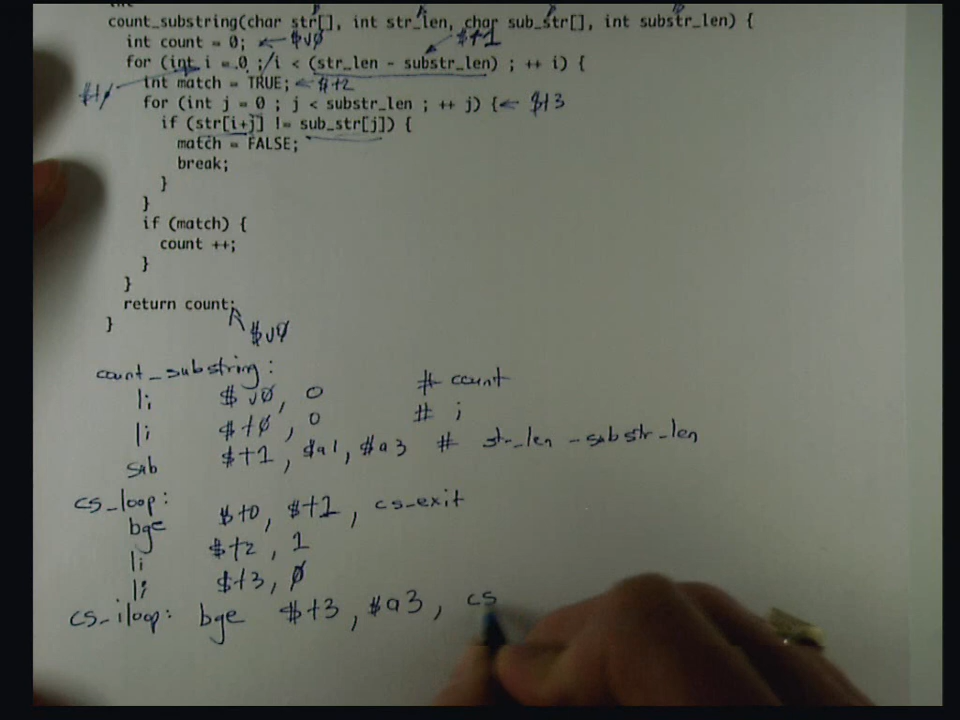 int
count_substring(char str[], int str_len, char sub_str[], int substr_len) {
int count = 0; $v0 $t1
for (int i = 0 ; i < (str_len - substr_len) ; ++ i) {
$t0 int match = TRUE; $t2
for (int j = 0 ; j < substr_len ; ++ j) { $t3
if (str[i+j] != sub_str[j]) {
match = FALSE;
break;
}
}
if (match) {
count ++;
}
}
return count;
} $v0
count_substring:
li $v0, 0 # count
li $t0, 0 # i
sub $t1, $a1, $a3 # str_len - substr_len
cs_loop:
bge $t0, $t1, cs_exit
li $t2, 1
li $t3, 0
cs_iloop: bge $t3, $a3, cs